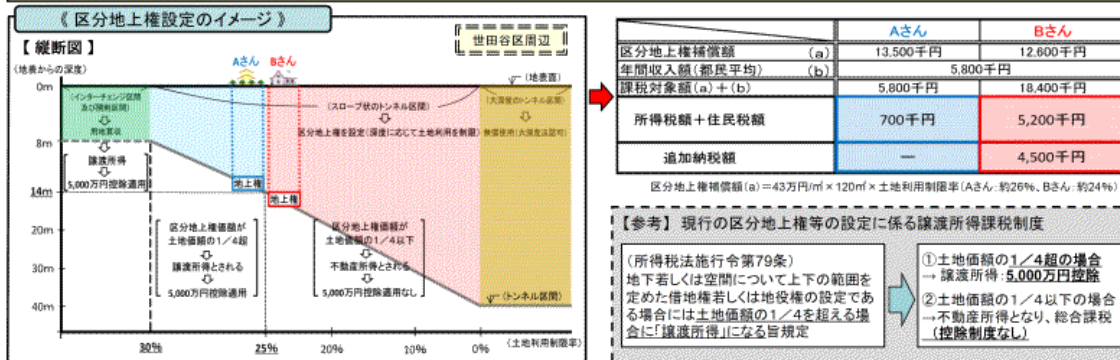 《 区分地上権設定のイメージ 》
【 縦断図 】
世田谷区周辺
(地表からの深度)
Aさん
Bさん
(地表面)
0m
8m
14m
20m
30m
40m
(インターチェンジ区間
及び開削区間)
用地買収
譲渡所得
5,000万円控除適用
(スロープ状のトンネル区間)
区分地上権を設定(深度に応じて土地利用を制限)
(大深度のトンネル区間)
無償使用(大深度法認可)
地上権
地上権
区分地上権価額が
土地価額の1/4超
譲渡所得とされる
5,000万円控除適用
区分地上権価額が
土地価額の1/4以下
不動産所得とされる
5,000万円控除適用なし
(トンネル区間)
30%
25%
20%
10%
0%
(土地利用制限率)
Aさん Bさん
区分地上権補償額 (a) 13,500千円 12,600千円
年間収入額(都民平均) (b) 5,800千円
課税対象額(a)+(b) 5,800千円 18,400千円
所得税額+住民税額 700千円 5,200千円
追加納税額 ― 4,500千円
区分地上権補償額(a)=43万円/㎡×120㎡×土地利用制限率(Aさん:約26%、Bさん:約24%)
【参考】 現行の区分地上権等の設定に係る譲渡所得課税制度
(所得税法施行令第79条)
地下若しくは空間について上下の範囲を
定めた借地権若しくは地役権の設定であ
る場合には土地価額の1/4を超える場
合に「譲渡所得」になる旨規定
①土地価額の1/4超の場合
→ 譲渡所得:5,000万円控除
②土地価額の1/4以下の場合
→不動産所得となり、総合課税
(控除制度なし)